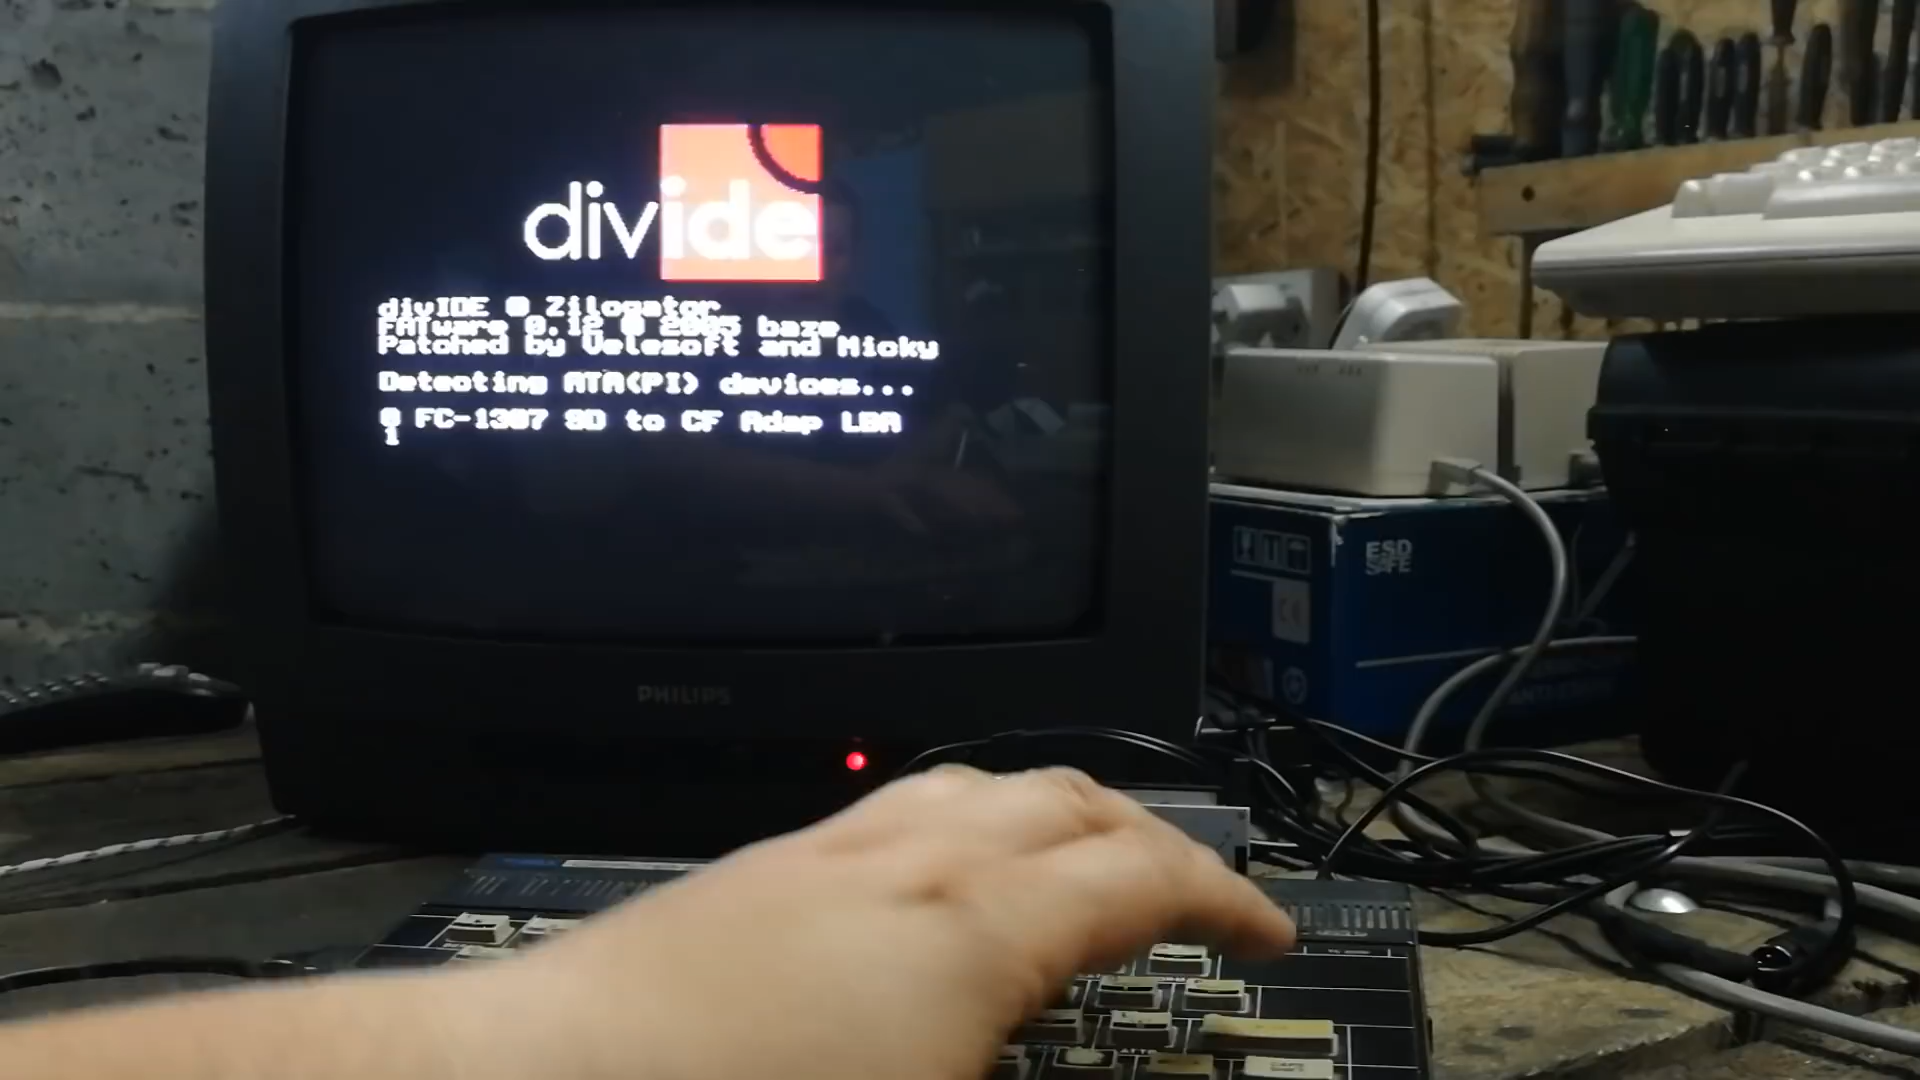 divide
divIDE © Zilogator
FATware 0.12 © 2005 baze
Patched by Velesoft and Micky
Detecting ATA(PI) devices...
0 FC-1307 SD to CF Adap LBA
1
PHILIPS
ESD
SAFE
CE